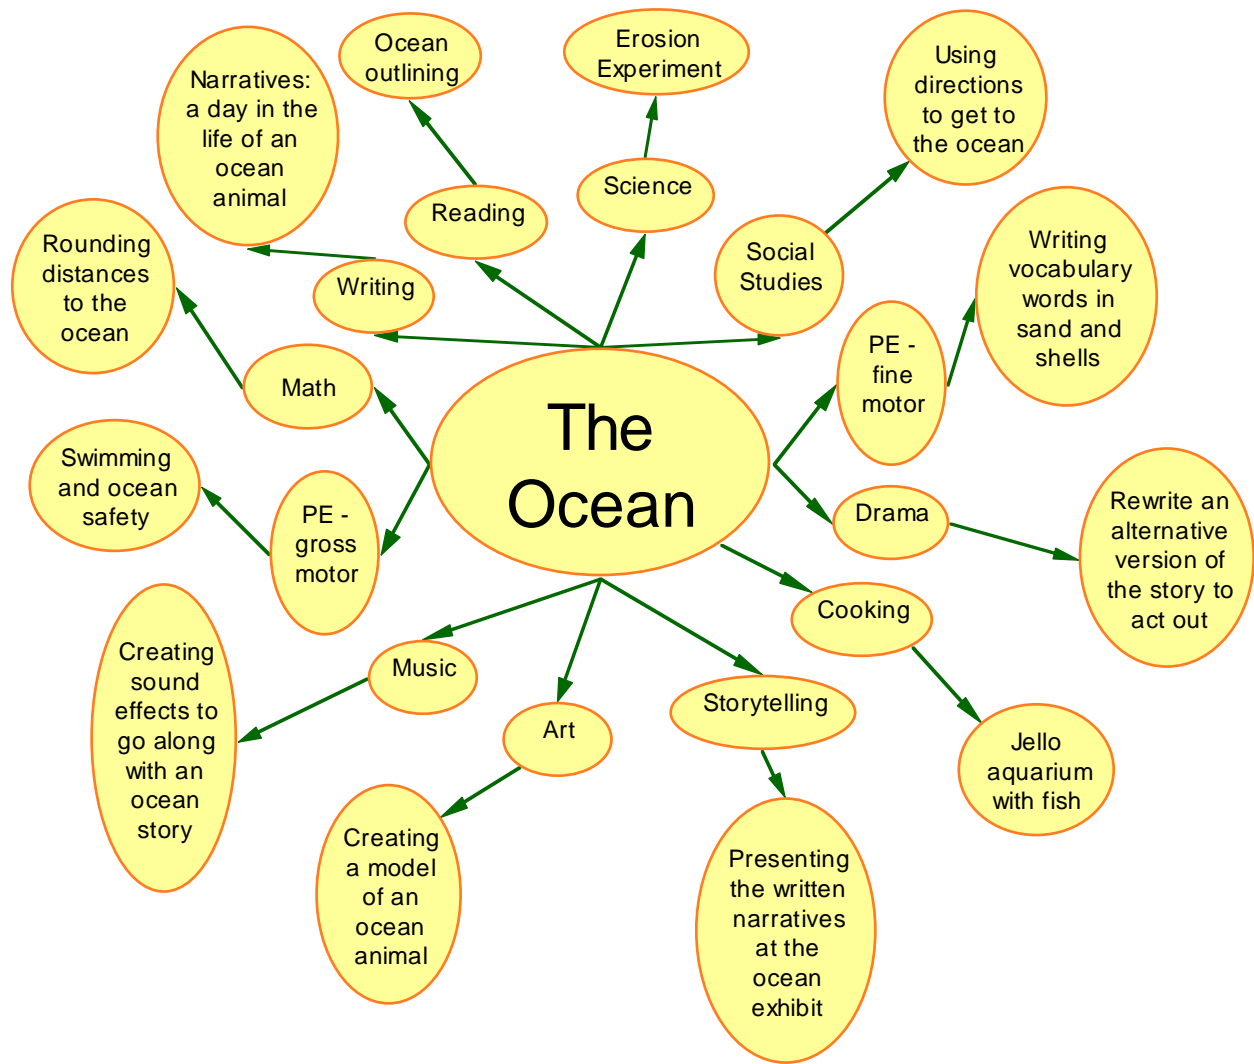 Ocean
outlining
Erosion
Experiment
Using
directions
to get to
the ocean
Narratives:
a day in the
life of an
ocean
animal
Reading
Science
Social
Studies
Writing
vocabulary
words in
sand and
shells
Rounding
distances
to the
ocean
Writing
Math
PE -
fine
motor
The
Ocean
Swimming
and ocean
safety
PE -
gross
motor
Drama
Rewrite an
alternative
version of
the story to
act out
Cooking
Creating
sound
effects to
go along
with an
ocean
story
Music
Art
Storytelling
Jello
aquarium
with fish
Creating
a model
of an
ocean
animal
Presenting
the written
narratives
at the
ocean
exhibit